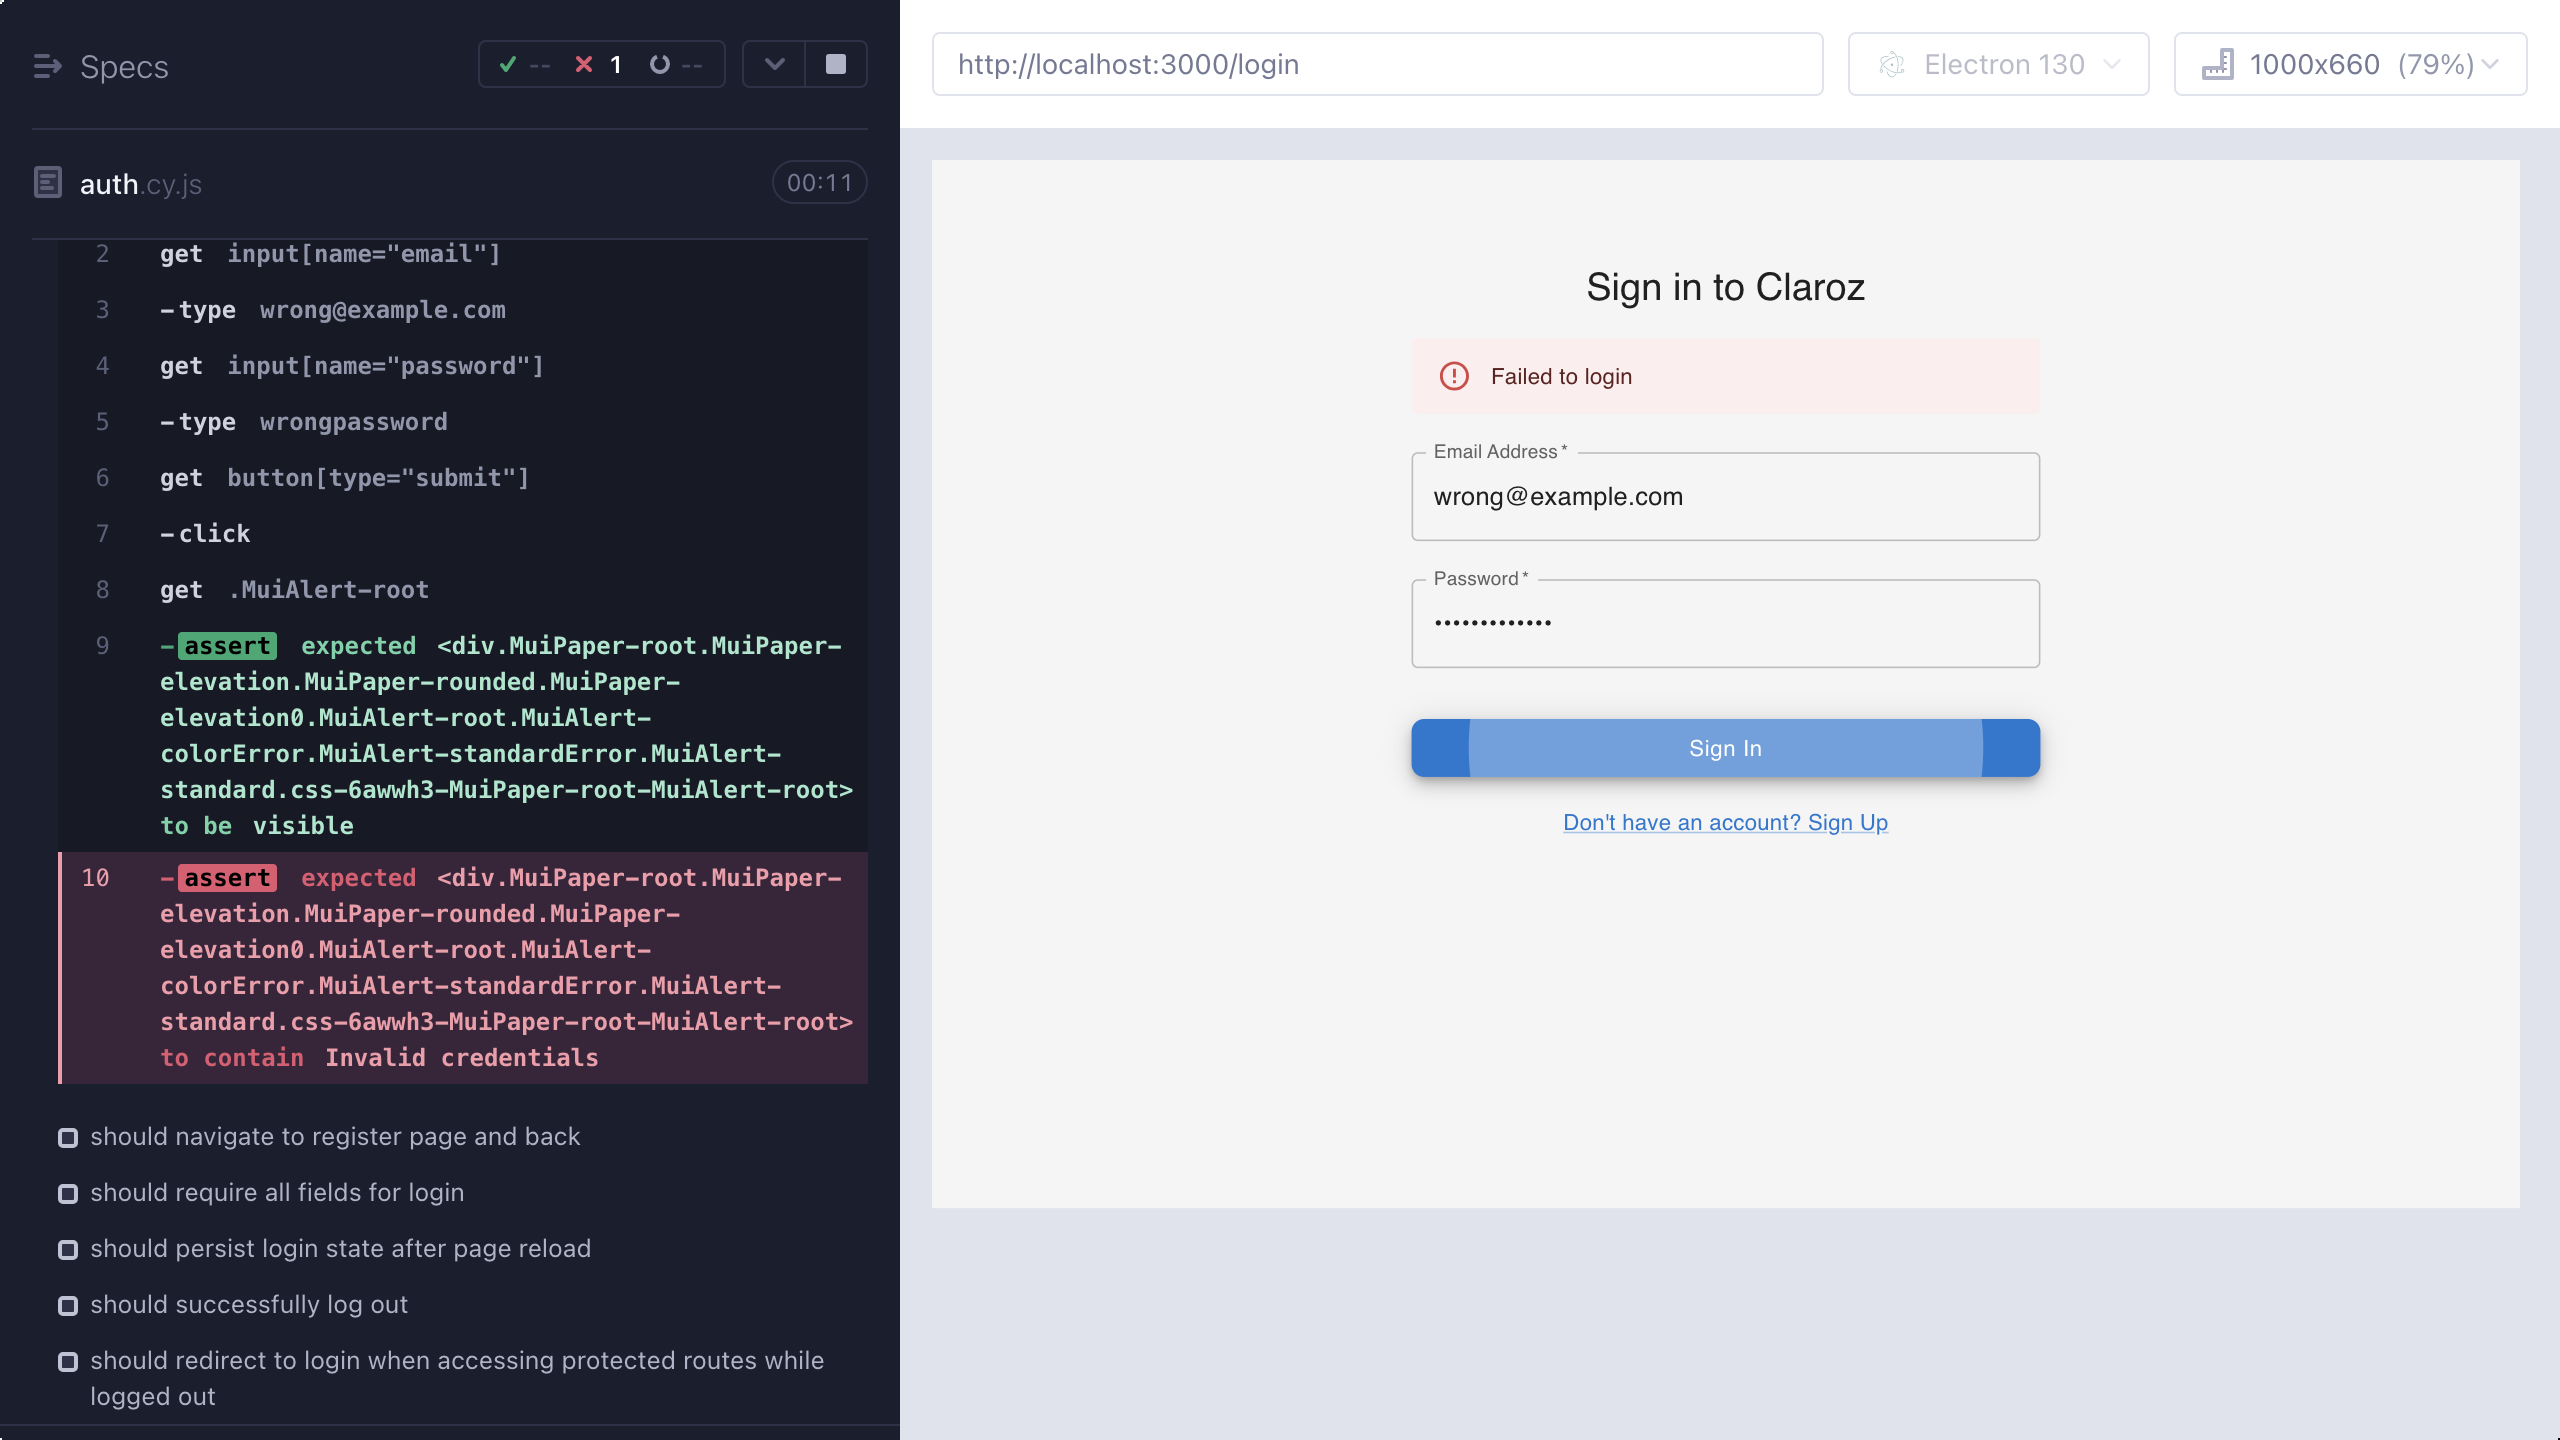 Specs
-- 1 --
auth.cy.js
00:11
2 get input[name="email"]
3 -type wrong@example.com
4 get input[name="password"]
5 -type wrongpassword
6 get button[type="submit"]
7 -click
8 get .MuiAlert-root
9 -assert expected <div.MuiPaper-root.MuiPaper-
elevation.MuiPaper-rounded.MuiPaper-
elevation0.MuiAlert-root.MuiAlert-
colorError.MuiAlert-standardError.MuiAlert-
standard.css-6awwh3-MuiPaper-root-MuiAlert-root>
to be visible
10 -assert expected <div.MuiPaper-root.MuiPaper-
elevation.MuiPaper-rounded.MuiPaper-
elevation0.MuiAlert-root.MuiAlert-
colorError.MuiAlert-standardError.MuiAlert-
standard.css-6awwh3-MuiPaper-root-MuiAlert-root>
to contain Invalid credentials
should navigate to register page and back
should require all fields for login
should persist login state after page reload
should successfully log out
should redirect to login when accessing protected routes while
logged out
http://localhost:3000/login
Electron 130
1000x660 (79%)
Sign in to Claroz
Failed to login
Email Address *
wrong@example.com
Password *
•••••••••••••
Sign In
Don't have an account? Sign Up